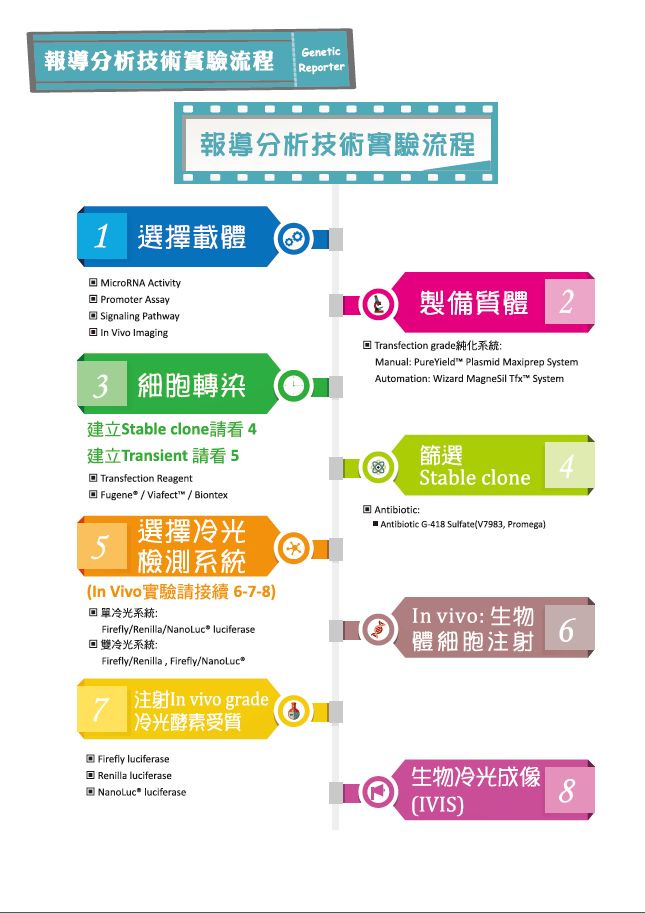 報導分析技術實驗流程
Genetic
Reporter
報導分析技術實驗流程
1 選擇載體
▣ MicroRNA Activity
▣ Promoter Assay
▣ Signaling Pathway
▣ In Vivo Imaging
製備質體 2
▣ Transfection grade純化系統:
Manual: PureYield™ Plasmid Maxiprep System
Automation: Wizard MagneSil Tfx™ System
3 細胞轉染
建立Stable clone請看 4
建立Transient 請看 5
▣ Transfection Reagent
▣ Fugene® / Viafect™ / Biontex
篩選
Stable clone 4
▣ Antibiotic:
■ Antibiotic G-418 Sulfate(V7983, Promega)
5 選擇冷光
檢測系統
(In Vivo實驗請接續 6-7-8)
▣ 單冷光系統:
Firefly/Renilla/NanoLuc® luciferase
▣ 雙冷光系統:
Firefly/Renilla , Firefly/NanoLuc®
In vivo: 生物
體細胞注射 6
7 注射In vivo grade
冷光酵素受質
▣ Firefly luciferase
▣ Renilla luciferase
▣ NanoLuc® luciferase
生物冷光成像
(IVIS) 8